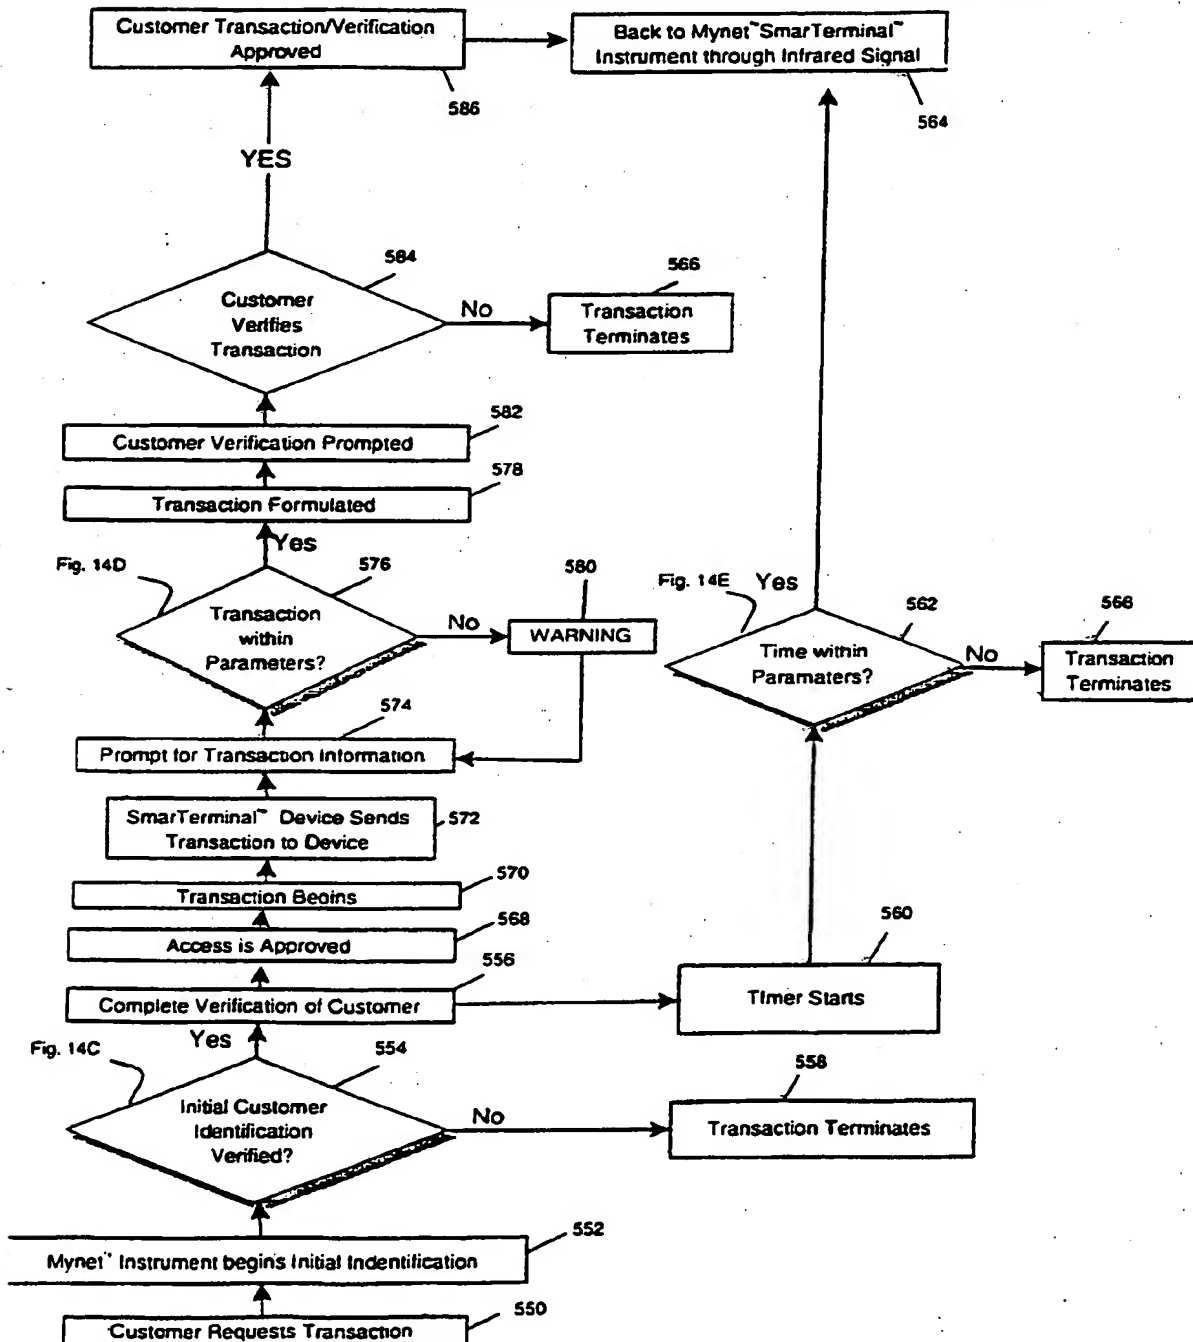 Customer Transaction/Verification
Approved
586
Back to Mynet~SmarTerminal~
Instrument through Infrared Signal
564
YES
584
Customer
Verifies
Transaction
No
566
Transaction
Terminates
582
Customer Verification Prompted
578
Transaction Formulated
Yes
Fig. 14D
576
Transaction
within
Parameters?
No
580
WARNING
Fig. 14E
Yes
562
Time within
Paramaters?
No
566
Transaction
Terminates
574
Prompt for Transaction Information
SmarTerminal~ Device Sends
Transaction to Device
572
570
Transaction Begins
568
Access is Approved
556
Complete Verification of Customer
560
Timer Starts
Yes
Fig. 14C
554
Initial Customer
Identification
Verified?
No
558
Transaction Terminates
552
Mynet~ Instrument begins Initial Indentification
550
Customer Requests Transaction